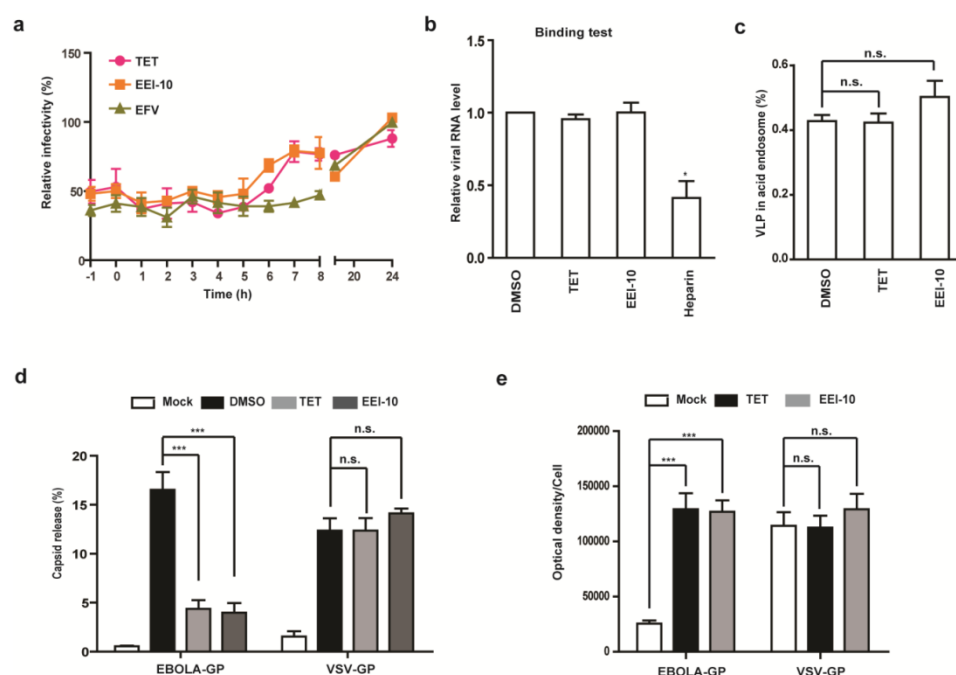 a
150
100
50
0
Relative infectivity (%)
TET
EEI-10
EFV
-1 0 1 2 3 4 5 6 7 8 20 24
Time (h)
b
Binding test
1.5
1.0
0.5
0.0
Relative viral RNA level
*
DMSO
TET
EEI-10
Heparin
c
n.s.
n.s.
0.6
0.4
0.2
0.0
VLP in acid endosome (%)
DMSO
TET
EEI-10
d
Mock DMSO TET EEI-10
20
15
10
5
0
Capsid release (%)
***
***
n.s.
n.s.
EBOLA-GP VSV-GP
e
Mock TET EEI-10
200000
150000
100000
50000
0
Optical density/Cell
***
***
n.s.
n.s.
EBOLA-GP VSV-GP